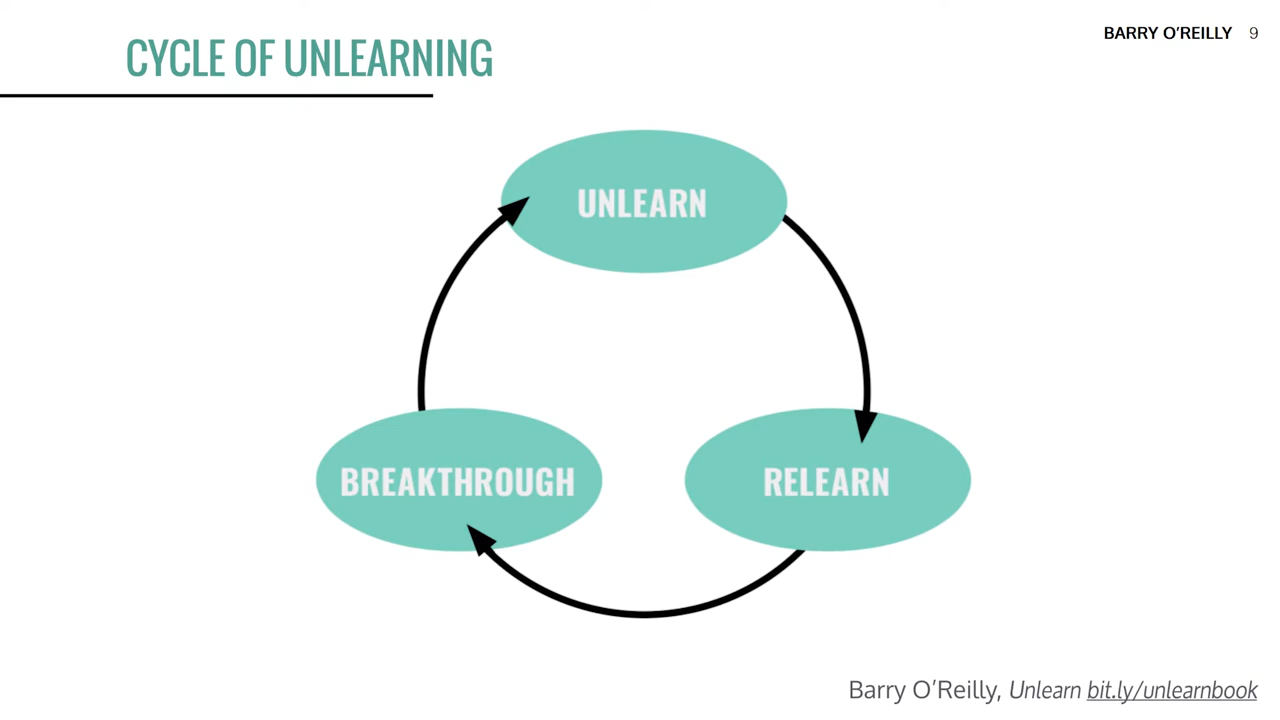 CYCLE OF UNLEARNING
BARRY O’REILLY 9
UNLEARN
BREAKTHROUGH
RELEARN
Barry O’Reilly, Unlearn bit.ly/unlearnbook